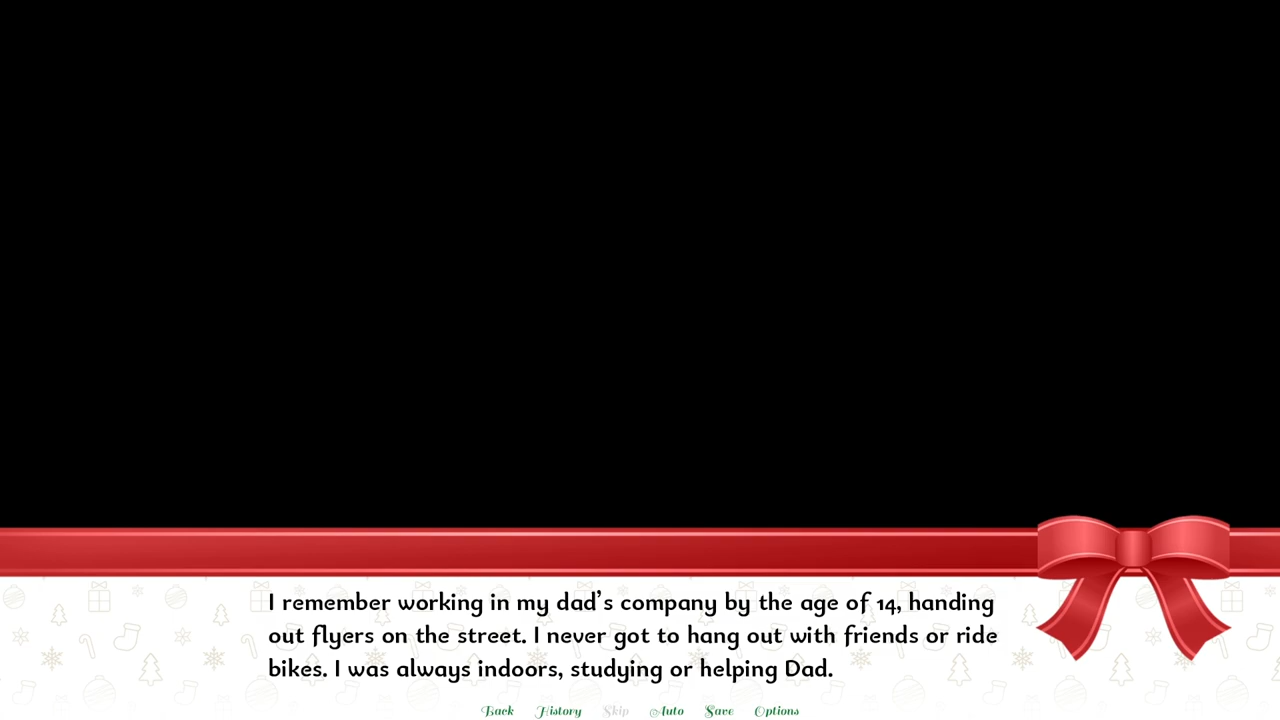 I remember working in my dad's company by the age of 14, handing
out flyers on the street. I never got to hang out with friends or ride
bikes. I was always indoors, studying or helping Dad.
Back History Skip Auto Save Options